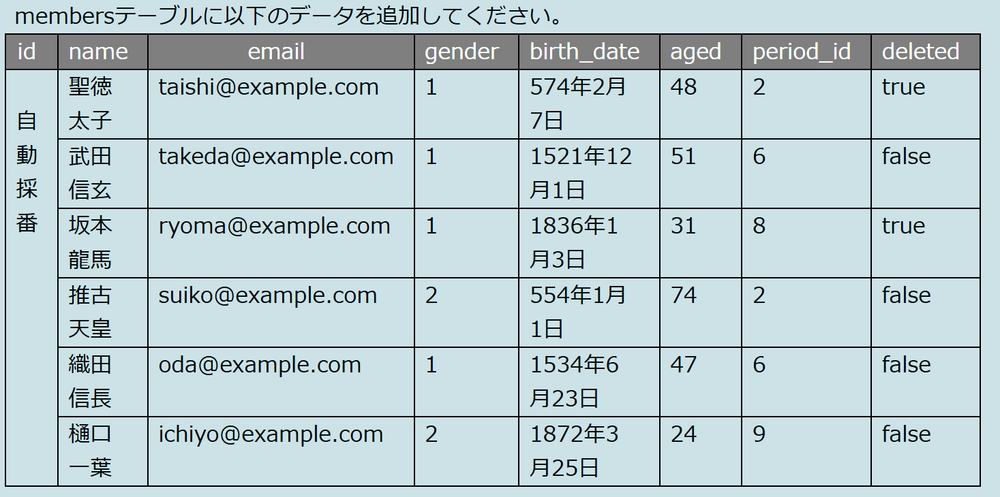 membersテーブルに以下のデータを追加してください。
id name email gender birth_date aged period_id deleted
自動採番
聖徳太子 taishi@example.com 1 574年2月7日 48 2 true
武田信玄 takeda@example.com 1 1521年12月1日 51 6 false
坂本龍馬 ryoma@example.com 1 1836年1月3日 31 8 true
推古天皇 suiko@example.com 2 554年1月1日 74 2 false
織田信長 oda@example.com 1 1534年6月23日 47 6 false
樋口一葉 ichiyo@example.com 2 1872年3月25日 24 9 false